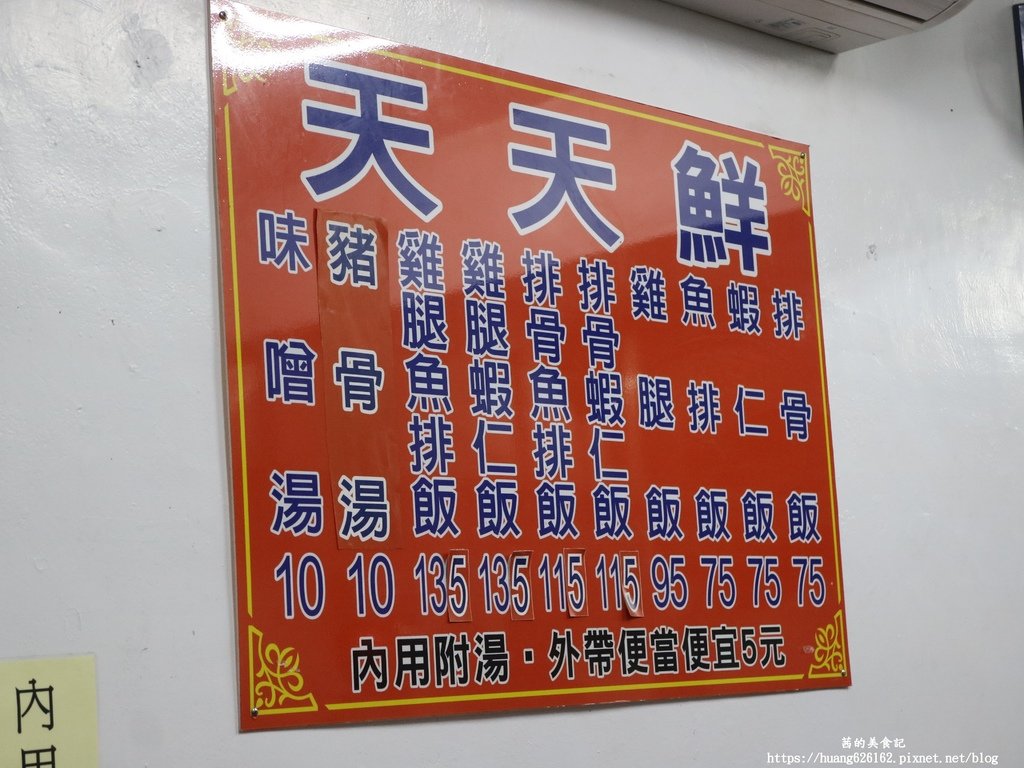 天天鮮
排骨飯 75
蝦仁飯 75
魚排飯 75
雞腿飯 95
排骨蝦仁飯 115
排骨魚排飯 115
雞腿蝦仁飯 135
雞腿魚排飯 135
豬骨湯 10
味噌湯 10
內用附湯·外帶便當便宜5元
內用
茜的美食記
https://huang626162.pixnet.net/blog